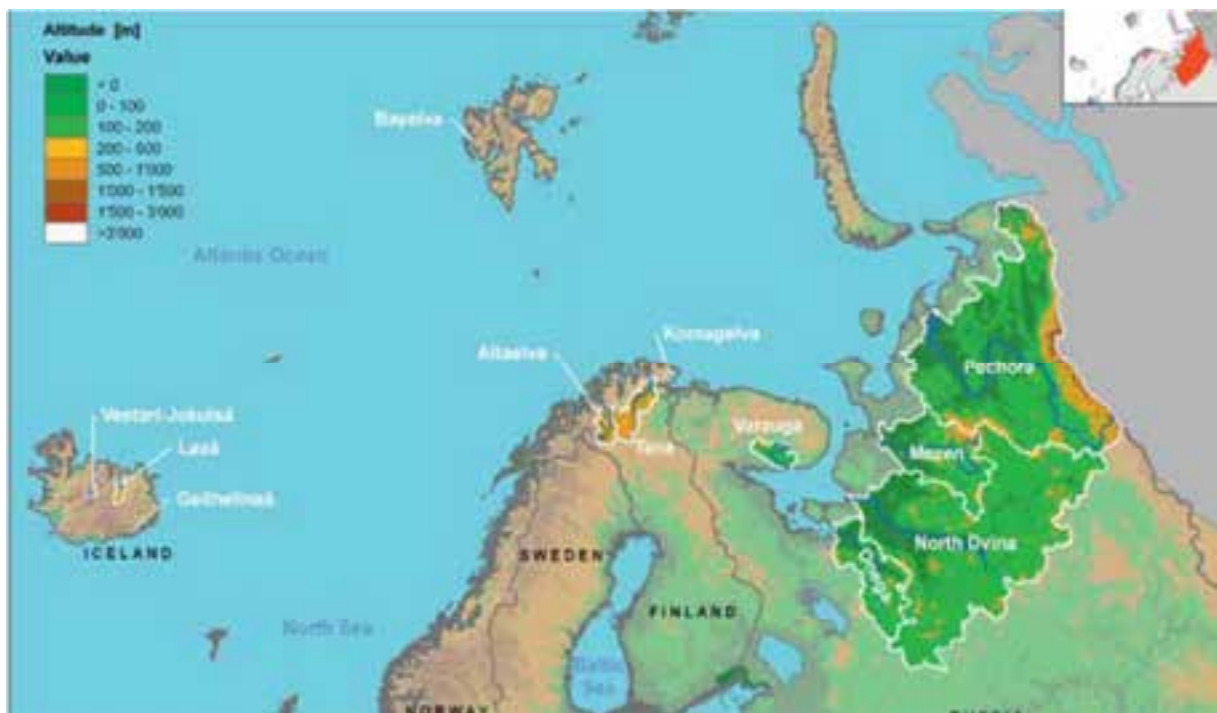 Altitude [m]
Value
< 0
0 - 100
100 - 200
200 - 500
500 - 1'000
1'000 - 1'500
1'500 - 3'000
>3'000
Bayelva
Atlantic Ocean
Komagelva
Altaelva
Pechora
Vestari-Jokulsá
Varzuga
Laxá
Tana
Mezen
Geithellnaá
ICELAND
SWEDEN
North Dvina
FINLAND
North Sea
Baltic
Sea
NORWAY
RUSSIA